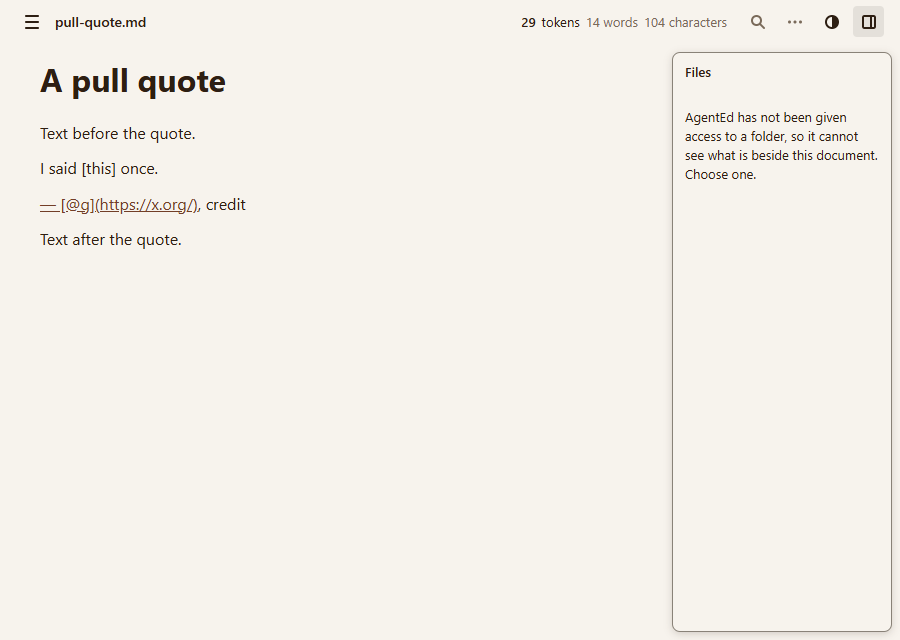 pull-quote.md
29 tokens 14 words 104 characters
A pull quote
Text before the quote.
I said [this] once.
— [@g](https://x.org/), credit
Text after the quote.
Files
AgentEd has not been given
access to a folder, so it cannot
see what is beside this document.
Choose one.